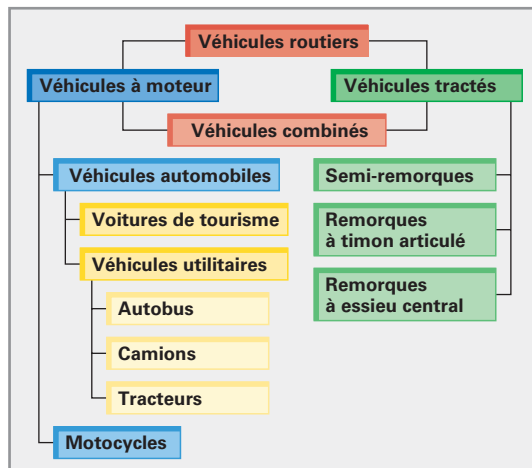 Véhicules routiers
Véhicules à moteur
Véhicules tractés
Véhicules combinés
Véhicules automobiles
Voitures de tourisme
Véhicules utilitaires
Autobus
Camions
Tracteurs
Motocycles
Semi-remorques
Remorques
à timon articulé
Remorques
à essieu central